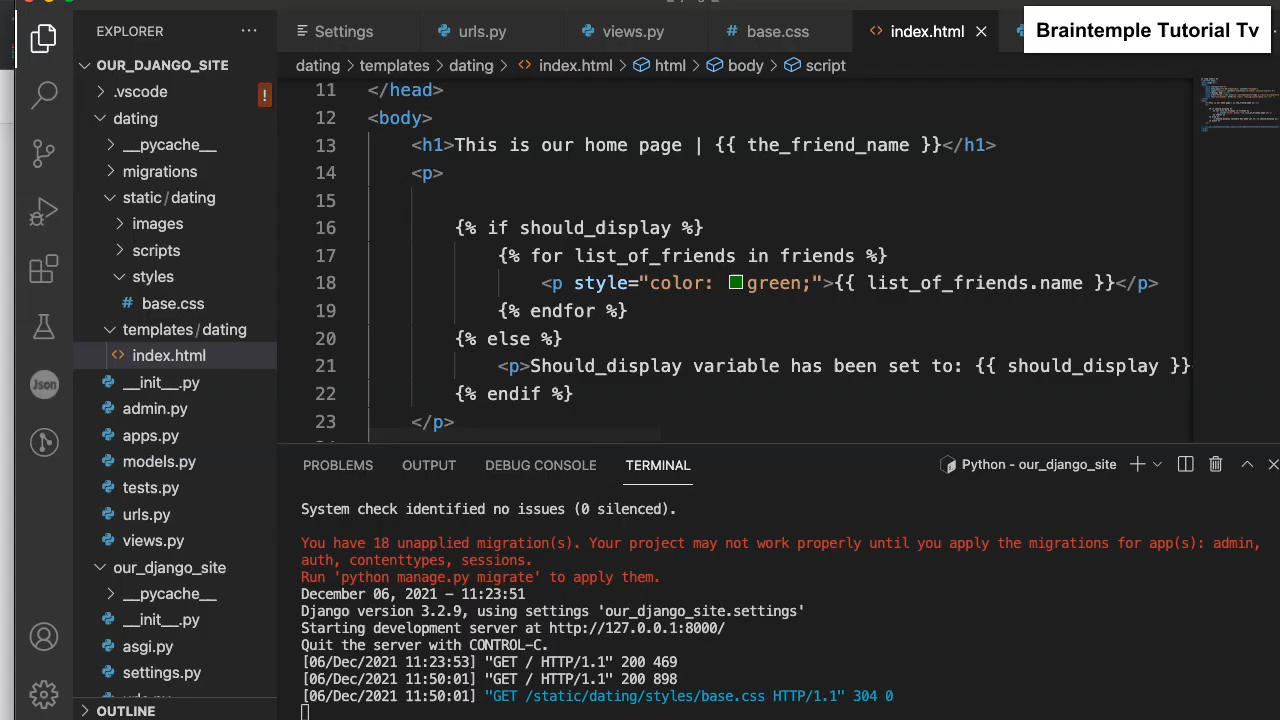 Braintemple Tutorial Tv
EXPLORER ...
Settings urls.py views.py base.css index.html
OUR_DJANGO_SITE
.vscode
dating
__pycache__
migrations
static/dating
images
scripts
styles
base.css
templates/dating
index.html
__init__.py
admin.py
apps.py
models.py
tests.py
urls.py
views.py
our_django_site
__pycache__
__init__.py
asgi.py
settings.py
OUTLINE
Json
dating > templates > dating > index.html > html > body > script
11 </head>
12 <body>
13 <h1>This is our home page | {{ the_friend_name }}</h1>
14 <p>
15
16 {% if should_display %}
17 {% for list_of_friends in friends %}
18 <p style="color: green;">{{ list_of_friends.name }}</p>
19 {% endfor %}
20 {% else %}
21 <p>Should_display variable has been set to: {{ should_display }}
22 {% endif %}
23 </p>
PROBLEMS OUTPUT DEBUG CONSOLE TERMINAL Python - our_django_site
System check identified no issues (0 silenced).
You have 18 unapplied migration(s). Your project may not work properly until you apply the migrations for app(s): admin,
auth, contenttypes, sessions.
Run 'python manage.py migrate' to apply them.
December 06, 2021 - 11:23:51
Django version 3.2.9, using settings 'our_django_site.settings'
Starting development server at http://127.0.0.1:8000/
Quit the server with CONTROL-C.
[06/Dec/2021 11:23:53] "GET / HTTP/1.1" 200 469
[06/Dec/2021 11:50:01] "GET / HTTP/1.1" 200 898
[06/Dec/2021 11:50:01] "GET /static/dating/styles/base.css HTTP/1.1" 304 0